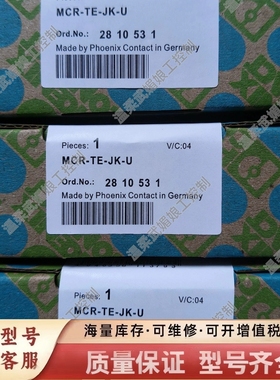 MCR-TE-JK-U
Ord.No.: 28 10 53 1
Made by Phoenix Contact in Germany
Pieces: 1 V/C:04
MCR-TE-JK-U
Ord.No.: 28 10 53 1
Made by Phoenix Contact in Germany
Pieces: 1 V/C:04
MCR-TE-JK-U
型号
客服
海量库存·可维修·可开增值税
质量保证 型号齐